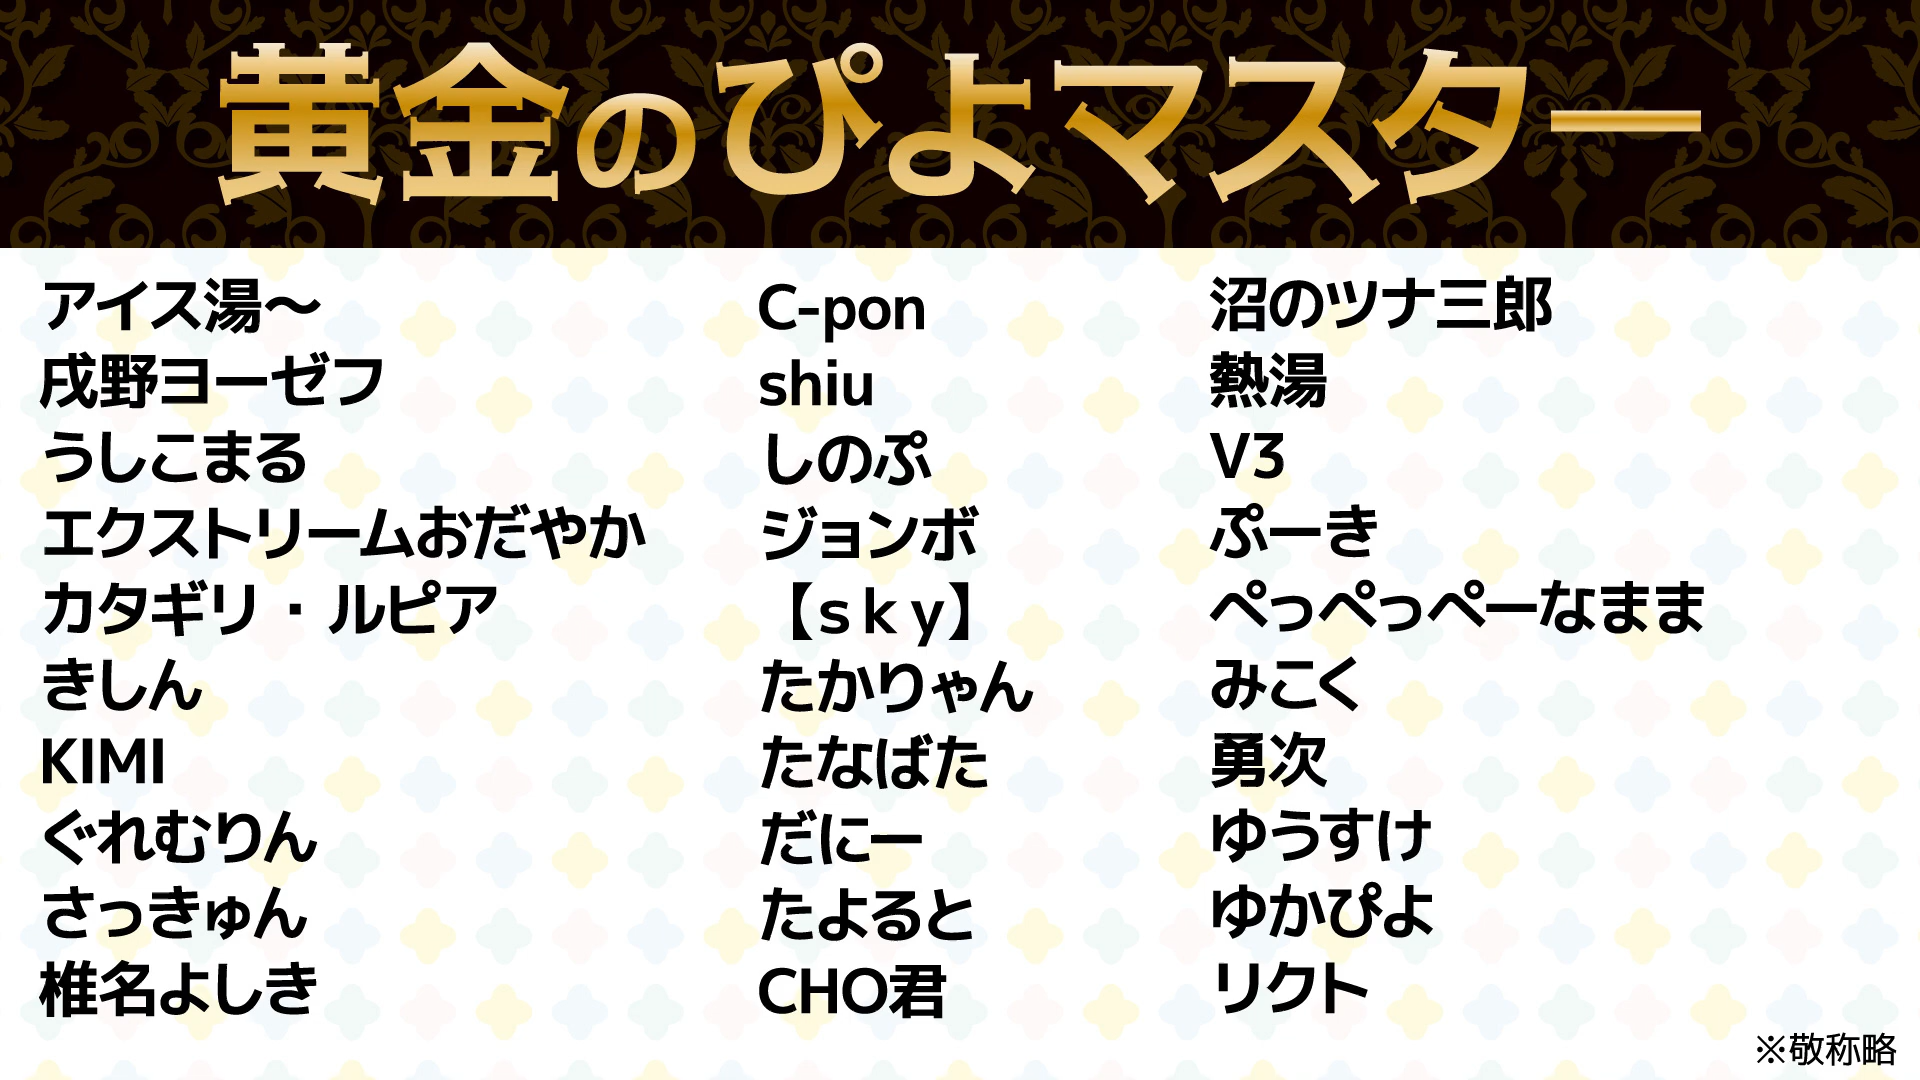 黄金のぴよマスター
アイス湯～
戌野ヨーゼフ
うしこまる
エクストリームおだやか
カタギリ・ルピア
きしん
KIMI
ぐれむりん
さっきゅん
椎名よしき
C-pon
shiu
しのぷ
ジョンボ
【ｓｋｙ】
たかりゃん
たなばた
だにー
たよると
CHO君
沼のツナ三郎
熱湯
V3
ぷーき
ぺっぺっぺーなまま
みこく
勇次
ゆうすけ
ゆかぴよ
リクト
※敬称略